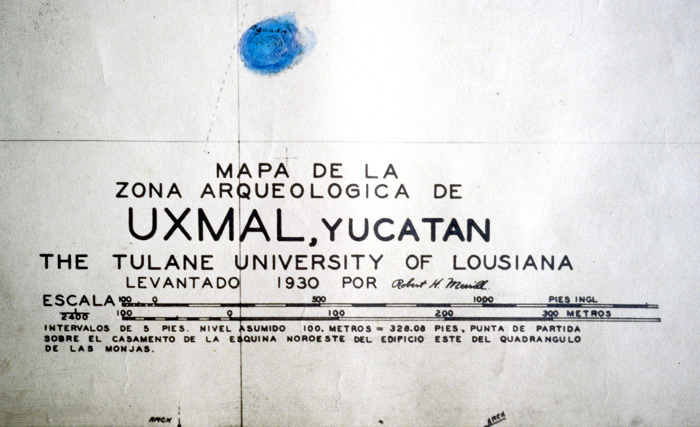 Aguada
MAPA DE LA
ZONA ARQUEOLOGICA DE
UXMAL, YUCATAN
THE TULANE UNIVERSITY OF LOUSIANA
LEVANTADO 1930 POR Robert H. Merrill.
ESCALA 100 0 500 1000 PIES INGL
2400 100 0 100 200 300 METROS
INTERVALOS DE 5 PIES. NIVEL ASUMIDO 100. METROS = 328.08 PIES, PUNTA DE PARTIDA
SOBRE EL CASAMENTO DE LA ESQUINA NOROESTE DEL EDIFICIO ESTE DEL QUADRANGULO
DE LAS MONJAS.
ARCH
ARCH